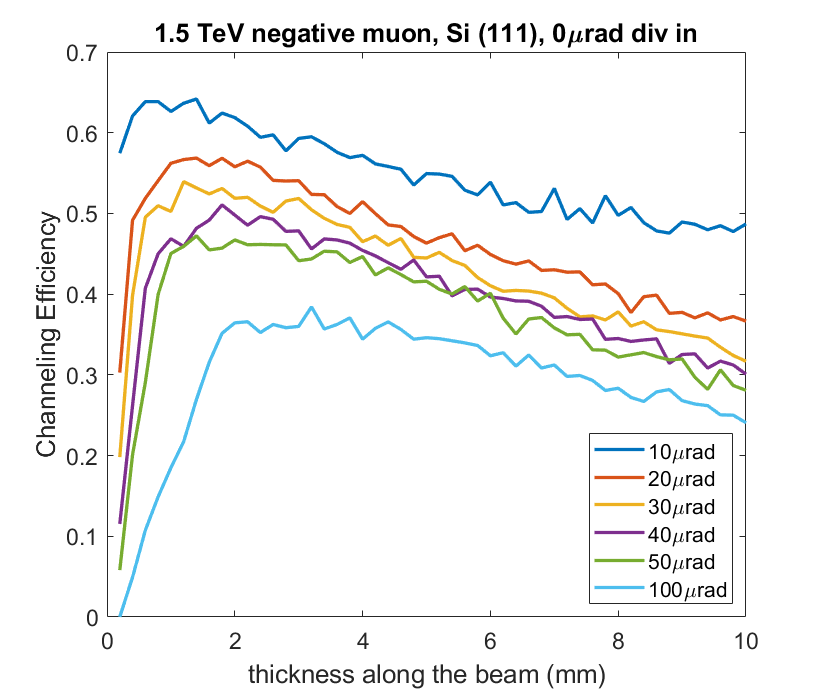 1.5 TeV negative muon, Si (111), 0μrad div in
0.7
0.6
0.5
0.4
0.3
0.2
0.1
0
Channeling Efficiency
10μrad
20μrad
30μrad
40μrad
50μrad
100μrad
0 2 4 6 8 10
thickness along the beam (mm)